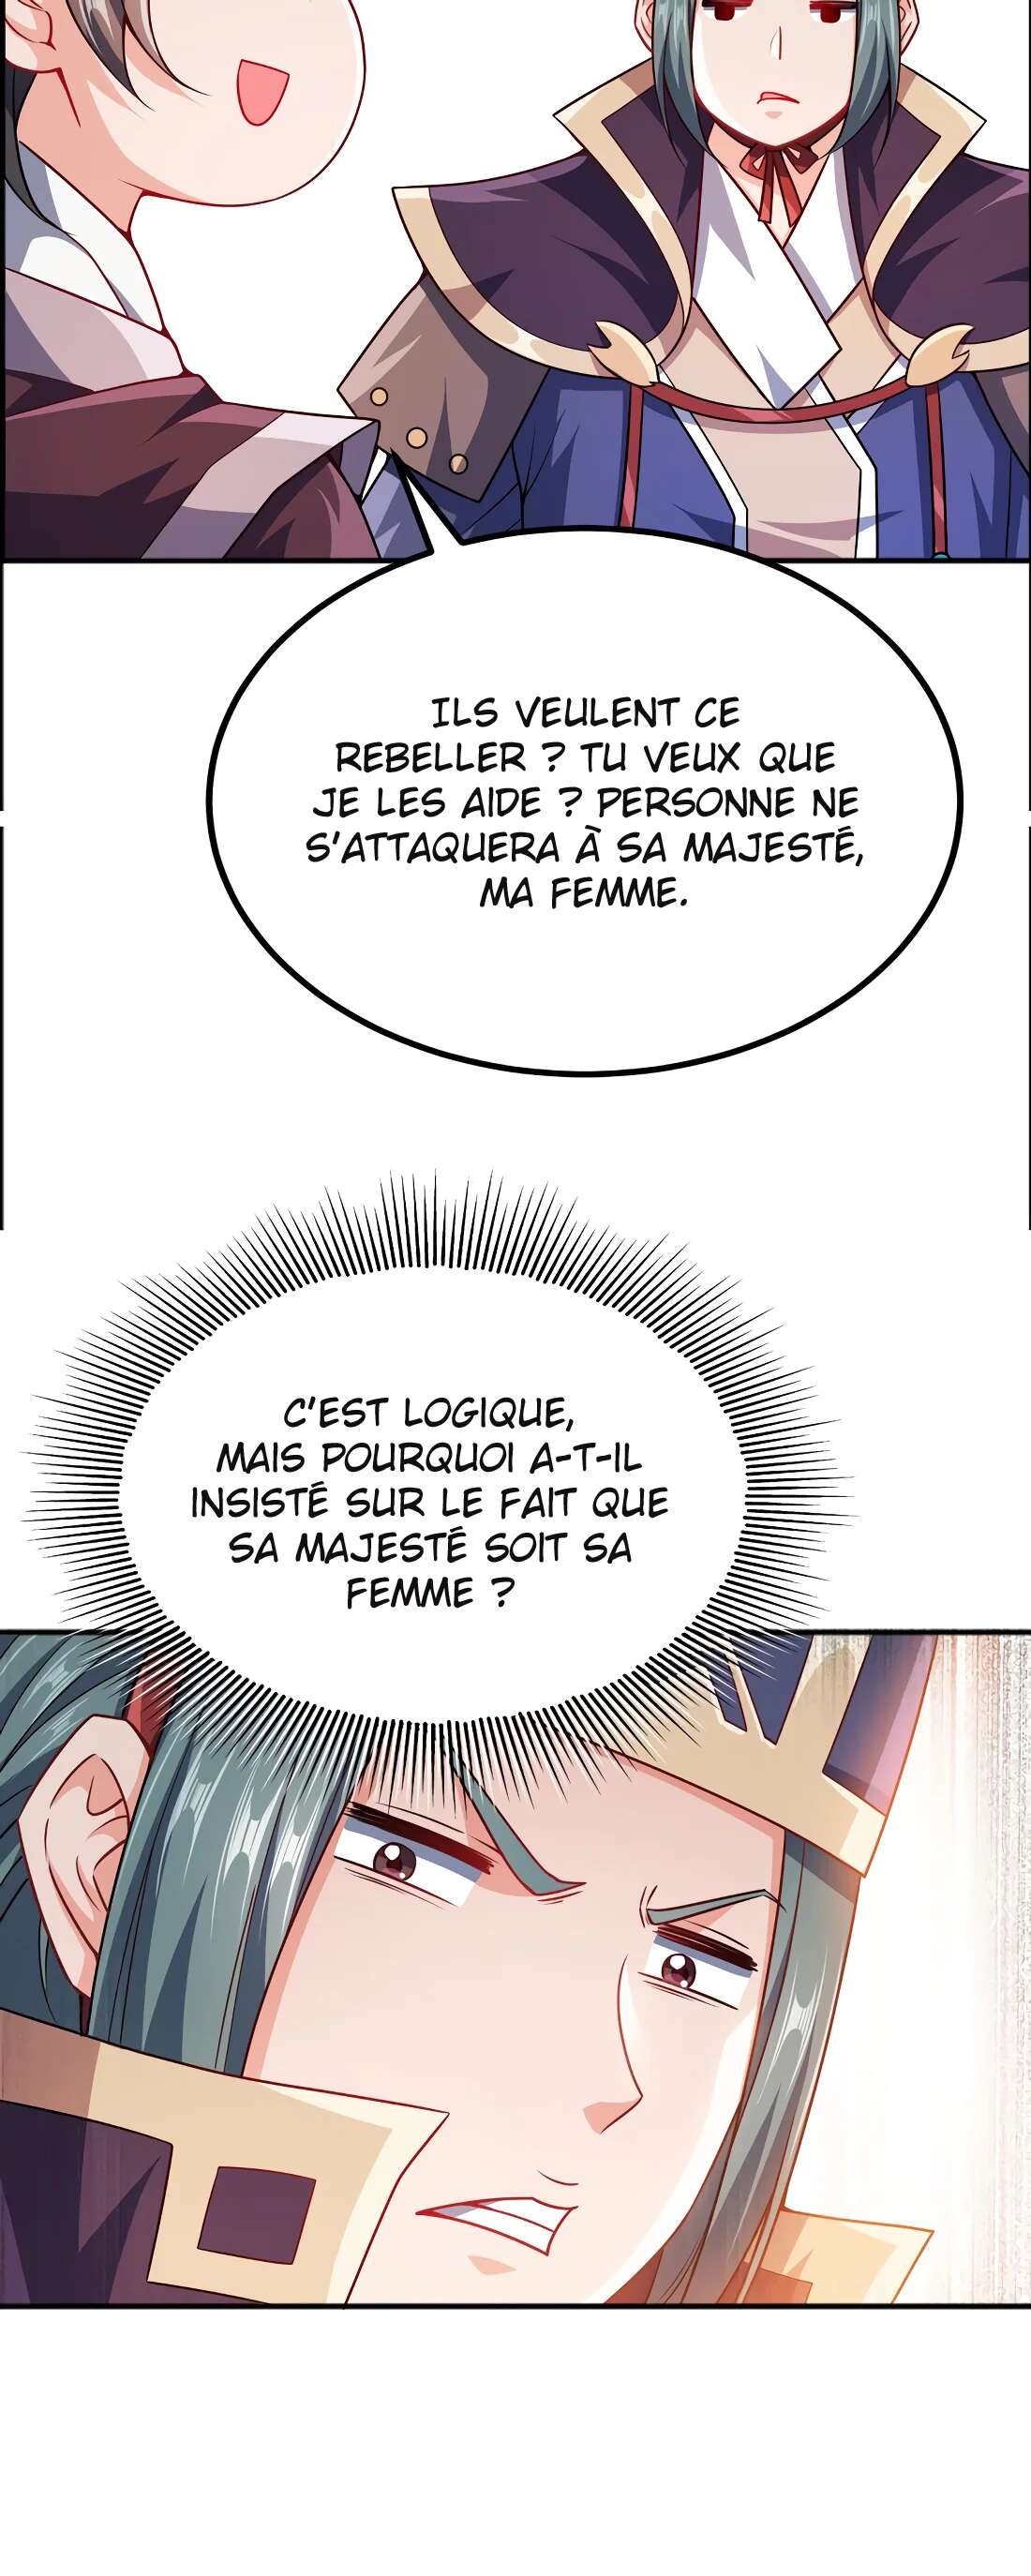 ILS VEULENT CE
REBELLER ? TU VEUX QUE
JE LES AIDE ? PERSONNE NE
S'ATTAQUERA À SA MAJESTÉ,
MA FEMME.
C'EST LOGIQUE,
MAIS POURQUOI A-T-IL
INSISTÉ SUR LE FAIT QUE
SA MAJESTÉ SOIT SA
FEMME ?